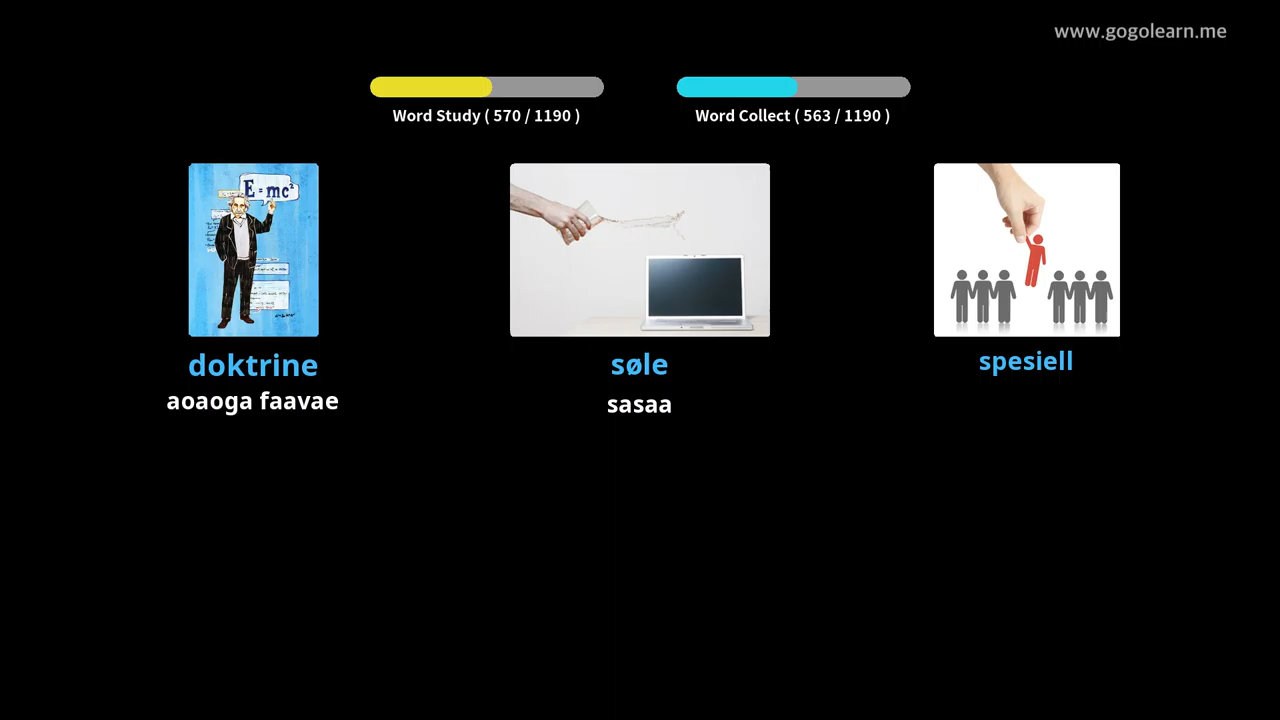 www.gogolearn.me
Word Study ( 570 / 1190 )
Word Collect ( 563 / 1190 )
E=mc²
doktrine
aoaoga faavae
søle
sasaa
spesiell